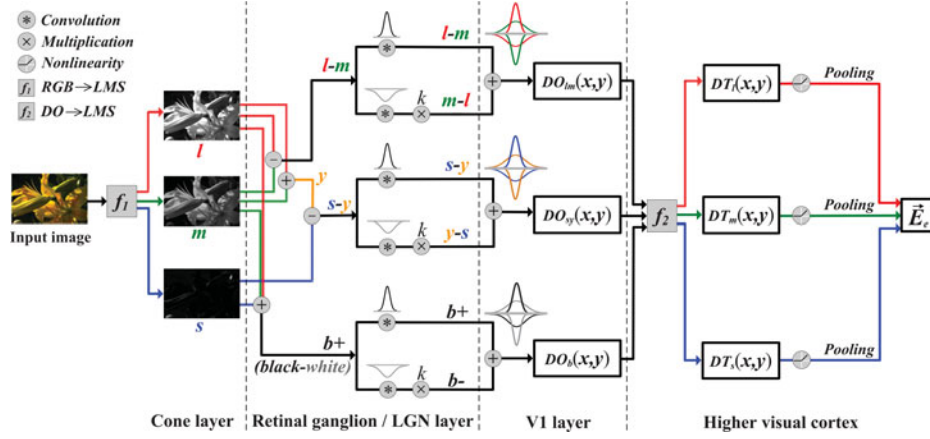 Convolution
Multiplication
Nonlinearity
f1 RGB→LMS
f2 DO→LMS
Input image
f1
l
m
s
y
l-m
s-y
b+
(black-white)
l-m
k
m-l
s-y
k
y-s
b+
k
b-
DOlm(x,y)
DOsy(x,y)
DOb(x,y)
f2
DTl(x,y)
Pooling
DTm(x,y)
Pooling
DTs(x,y)
Pooling
E⃗e
Cone layer
Retinal ganglion / LGN layer
V1 layer
Higher visual cortex